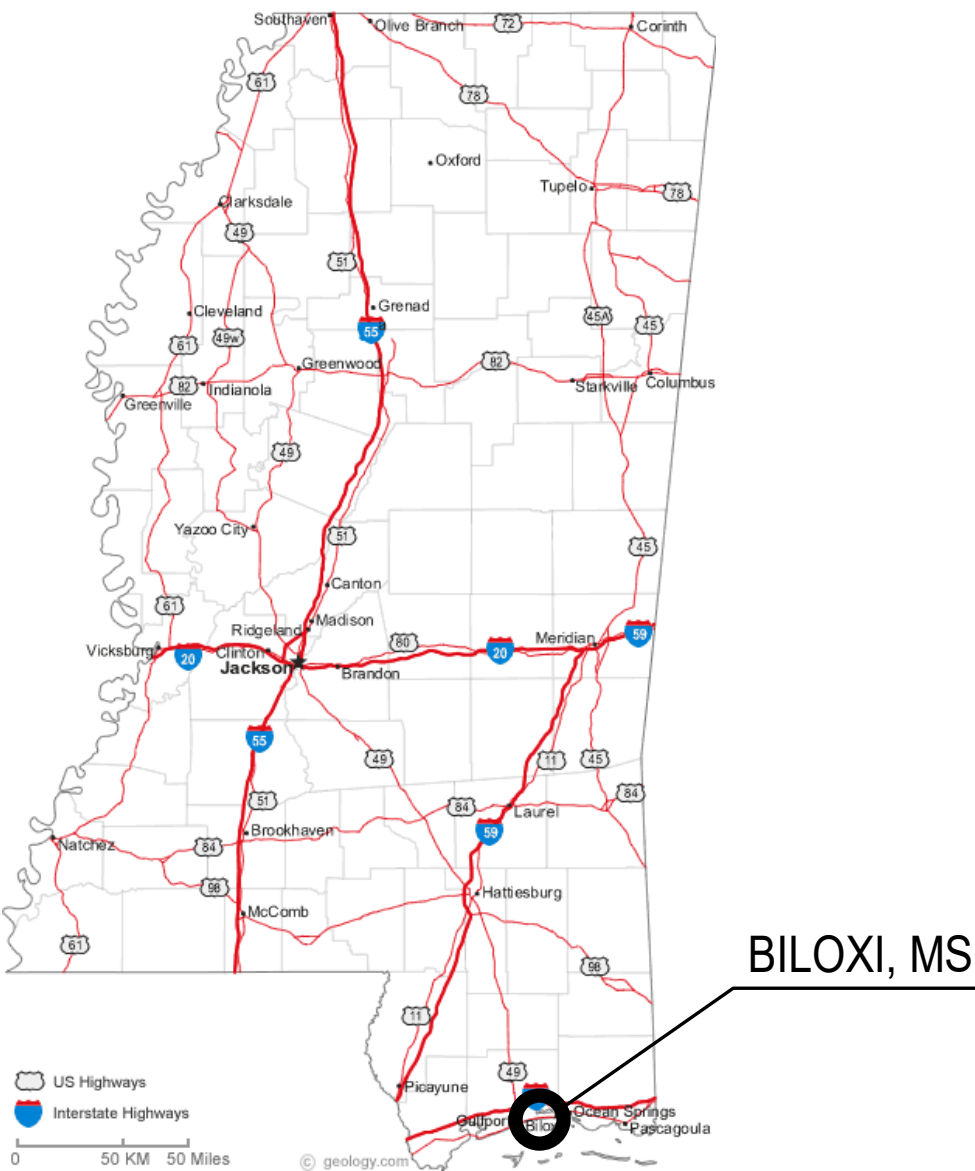 Southaven
Olive Branch
72
Corinth
61
78
Oxford
Tupelo
78
Clarksdale
49
51
Cleveland
Grenad
a
55
45A
45
61
49w
Greenwood
82
82
Indianola
Starkville
Columbus
Greenville
49
Yazoo City
51
45
Canton
61
Madison
Ridgeland
80
Meridian
59
Vicksburg
20
Clinton
20
Jackson
Brandon
55
49
11
45
51
84
84
Laurel
Brookhaven
59
Natchez
84
98
Hattiesburg
McComb
61
98
BILOXI, MS
11
49
US Highways
Picayune
Interstate Highways
Gulfpor
Biloxi
Ocean Springs
Pascagoula
0 50 KM 50 Miles
© geology.com